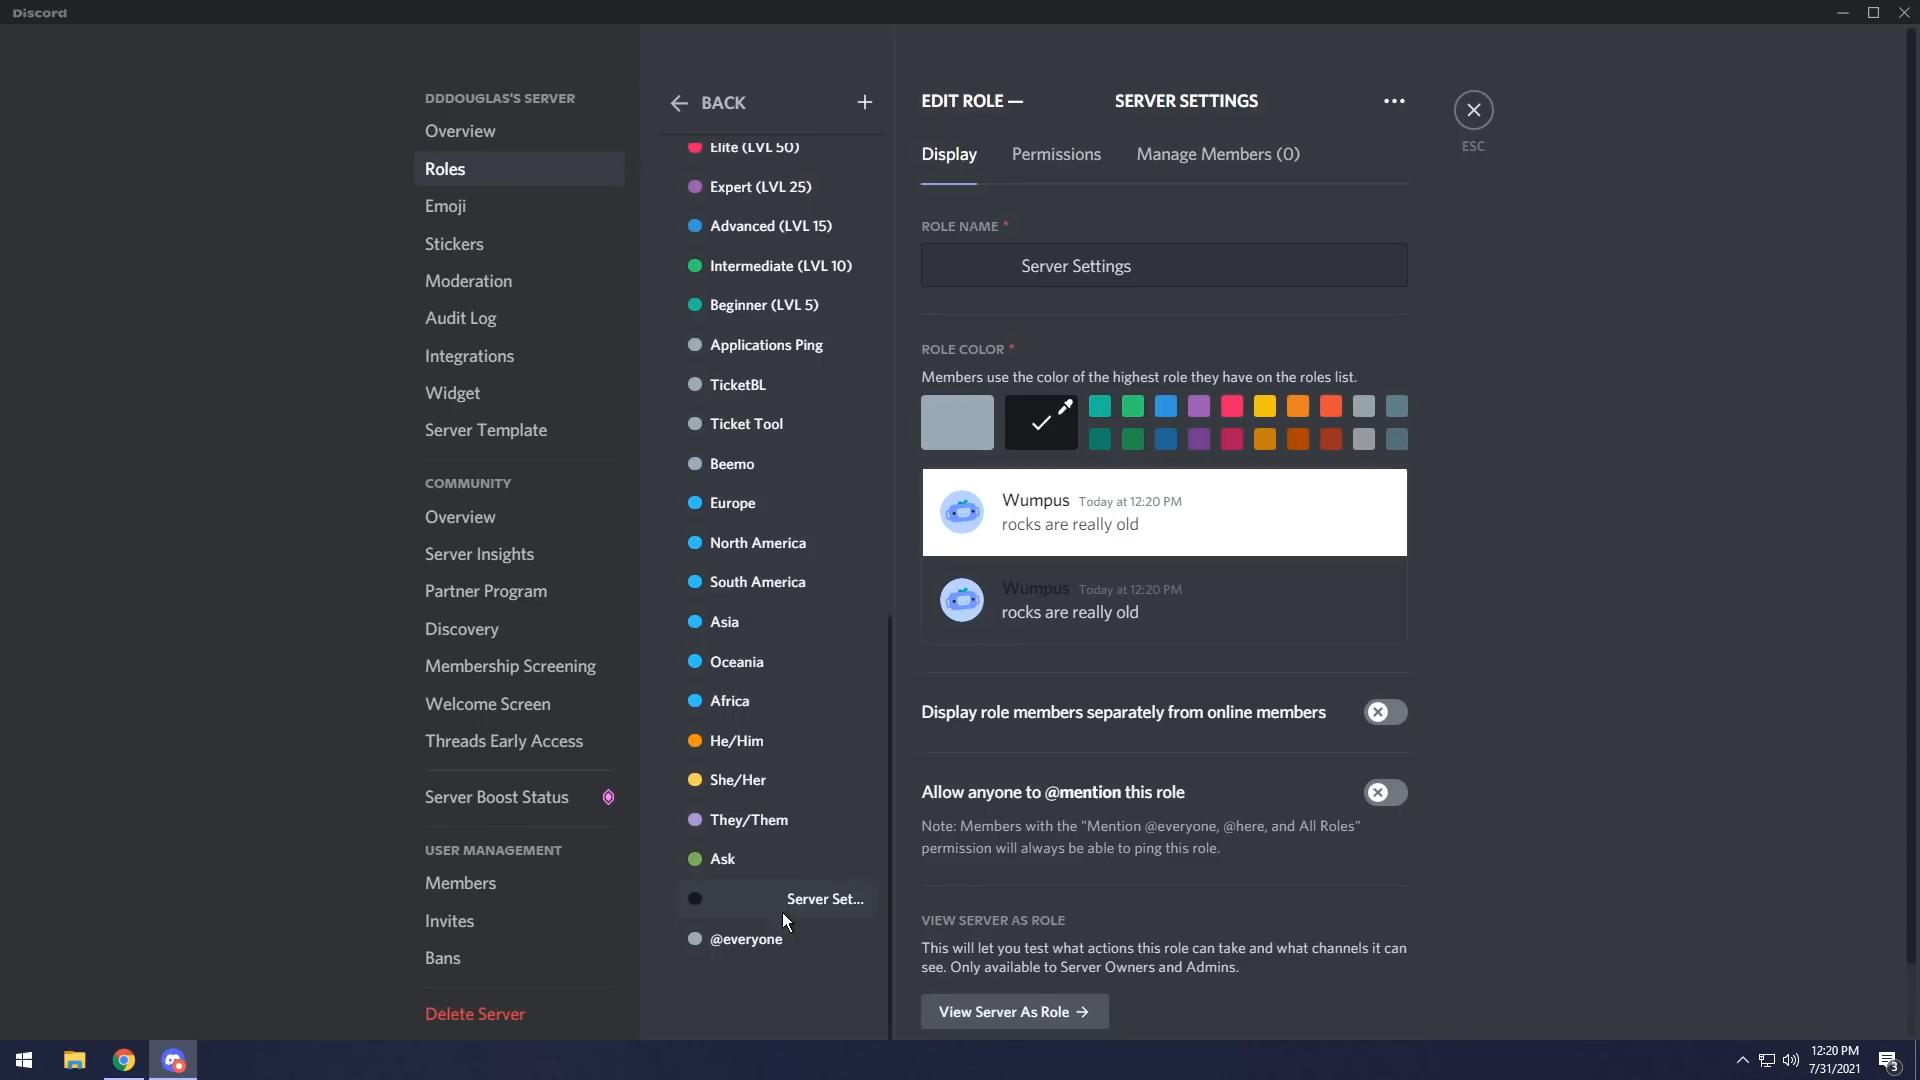 Discord
DDDOUGLAS'S SERVER
Overview
Roles
Emoji
Stickers
Moderation
Audit Log
Integrations
Widget
Server Template
COMMUNITY
Overview
Server Insights
Partner Program
Discovery
Membership Screening
Welcome Screen
Threads Early Access
Server Boost Status
USER MANAGEMENT
Members
Invites
Bans
Delete Server
BACK
Elite (LVL 50)
Expert (LVL 25)
Advanced (LVL 15)
Intermediate (LVL 10)
Beginner (LVL 5)
Applications Ping
TicketBL
Ticket Tool
Beemo
Europe
North America
South America
Asia
Oceania
Africa
He/Him
She/Her
They/Them
Ask
Server Set...
@everyone
EDIT ROLE — SERVER SETTINGS
Display Permissions Manage Members (0)
ROLE NAME *
Server Settings
ROLE COLOR *
Members use the color of the highest role they have on the roles list.
Wumpus Today at 12:20 PM
rocks are really old
Wumpus Today at 12:20 PM
rocks are really old
Display role members separately from online members
Allow anyone to @mention this role
Note: Members with the "Mention @everyone, @here, and All Roles"
permission will always be able to ping this role.
VIEW SERVER AS ROLE
This will let you test what actions this role can take and what channels it can
see. Only available to Server Owners and Admins.
View Server As Role →
ESC
12:20 PM
7/31/2021
3